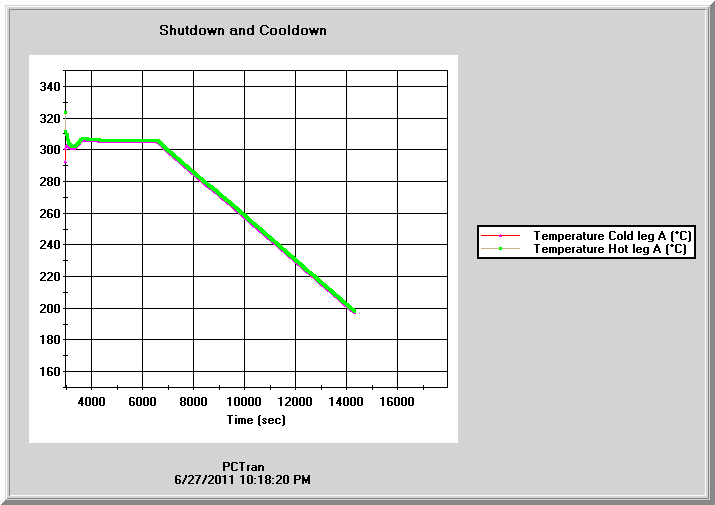 Shutdown and Cooldown
340
320
300
280
260
240
220
200
180
160
4000 6000 8000 10000 12000 14000 16000
Time (sec)
Temperature Cold leg A (°C)
Temperature Hot leg A (°C)
PCTran
6/27/2011 10:18:20 PM